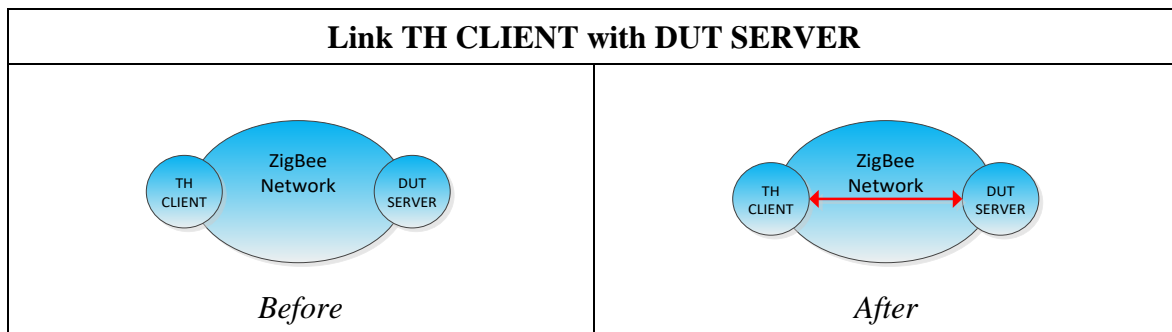 Link TH CLIENT with DUT SERVER
ZigBee
Network
TH
CLIENT
DUT
SERVER
Before
ZigBee
Network
TH
CLIENT
DUT
SERVER
After